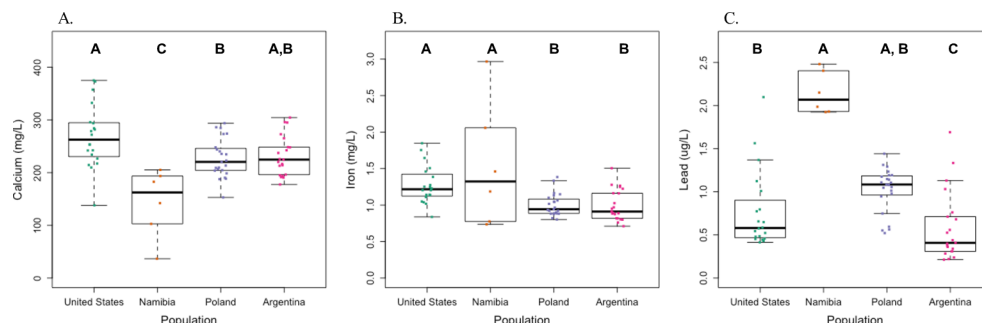 A.
A C B A,B
Calcium (mg/L)
400
300
200
100
0
United States Namibia Poland Argentina
Population
B.
A A B B
Iron (mg/L)
3.0
2.5
2.0
1.5
1.0
0.5
0.0
United States Namibia Poland Argentina
Population
C.
B A A, B C
Lead (ug/L)
2.5
2.0
1.5
1.0
0.5
0.0
United States Namibia Poland Argentina
Population